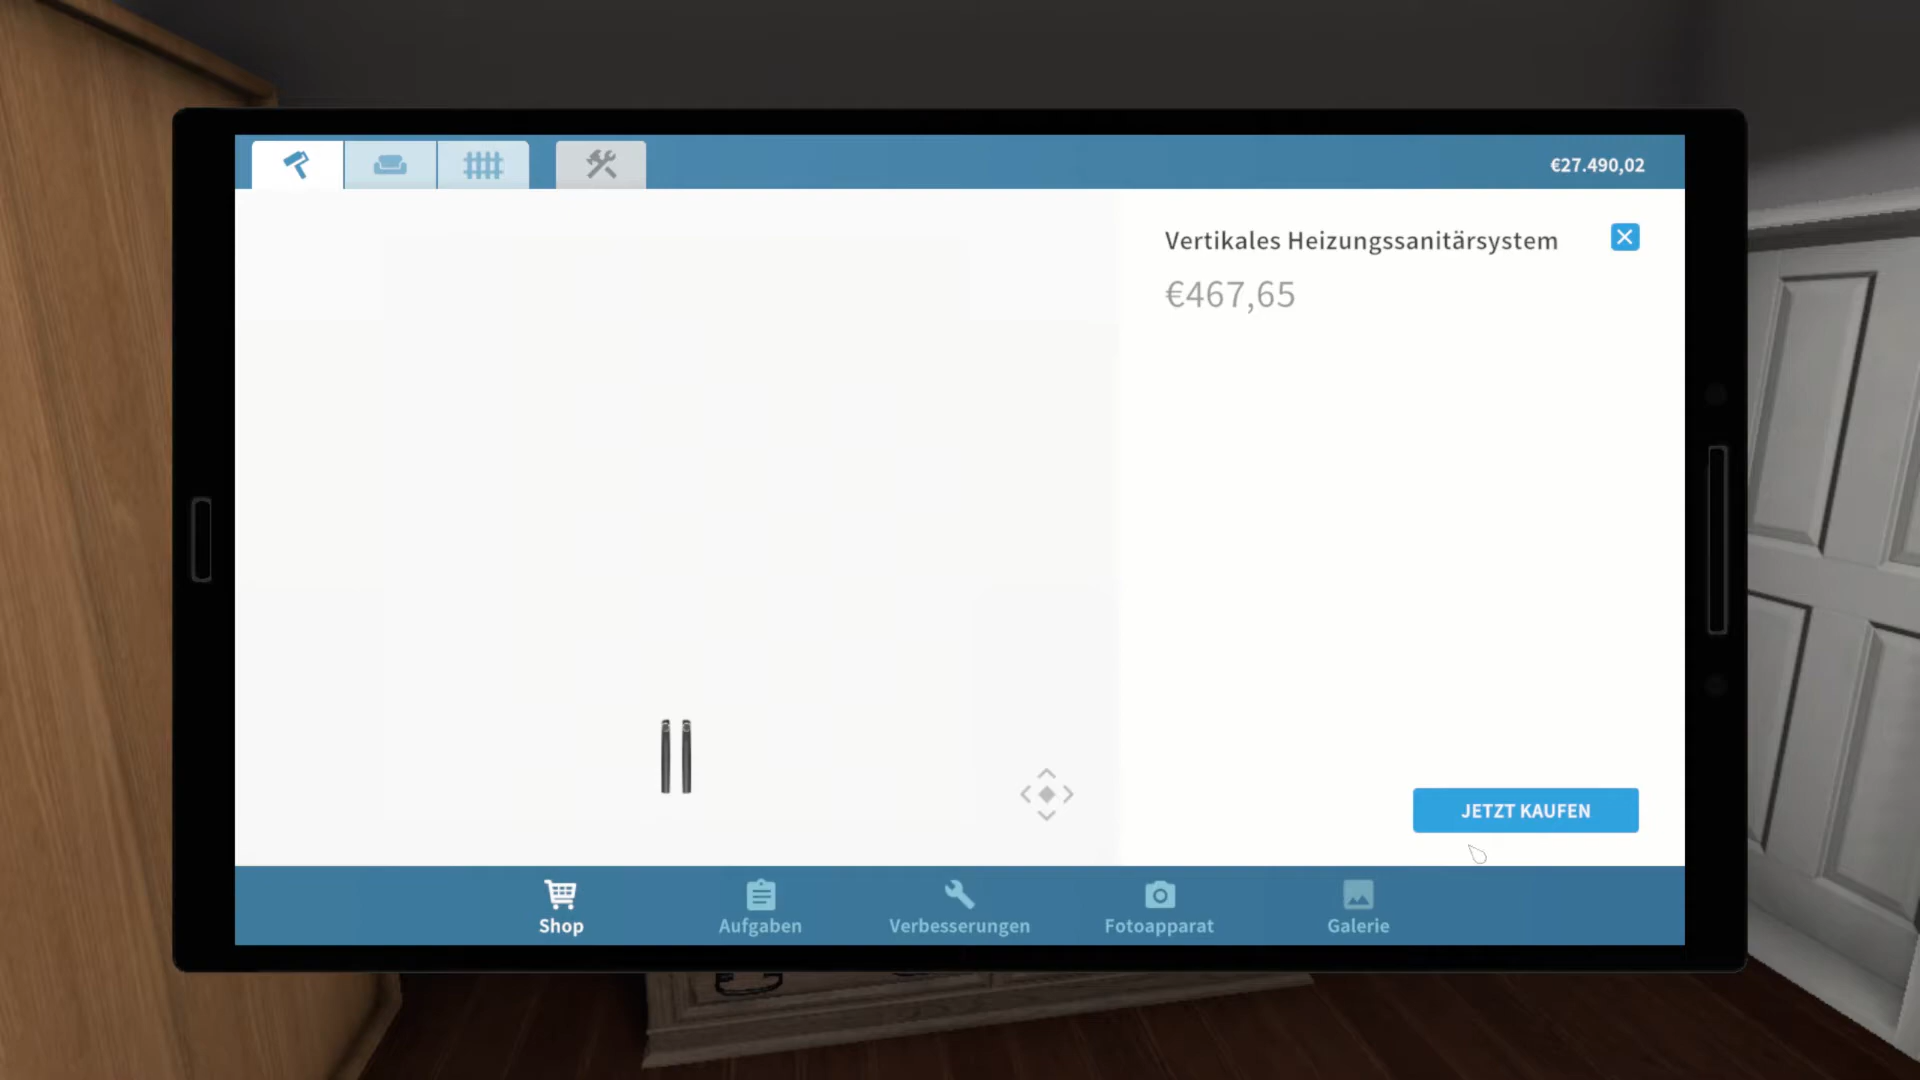 €27.490,02
Vertikales Heizungssanitärsystem
€467,65
JETZT KAUFEN
Shop
Aufgaben
Verbesserungen
Fotoapparat
Galerie